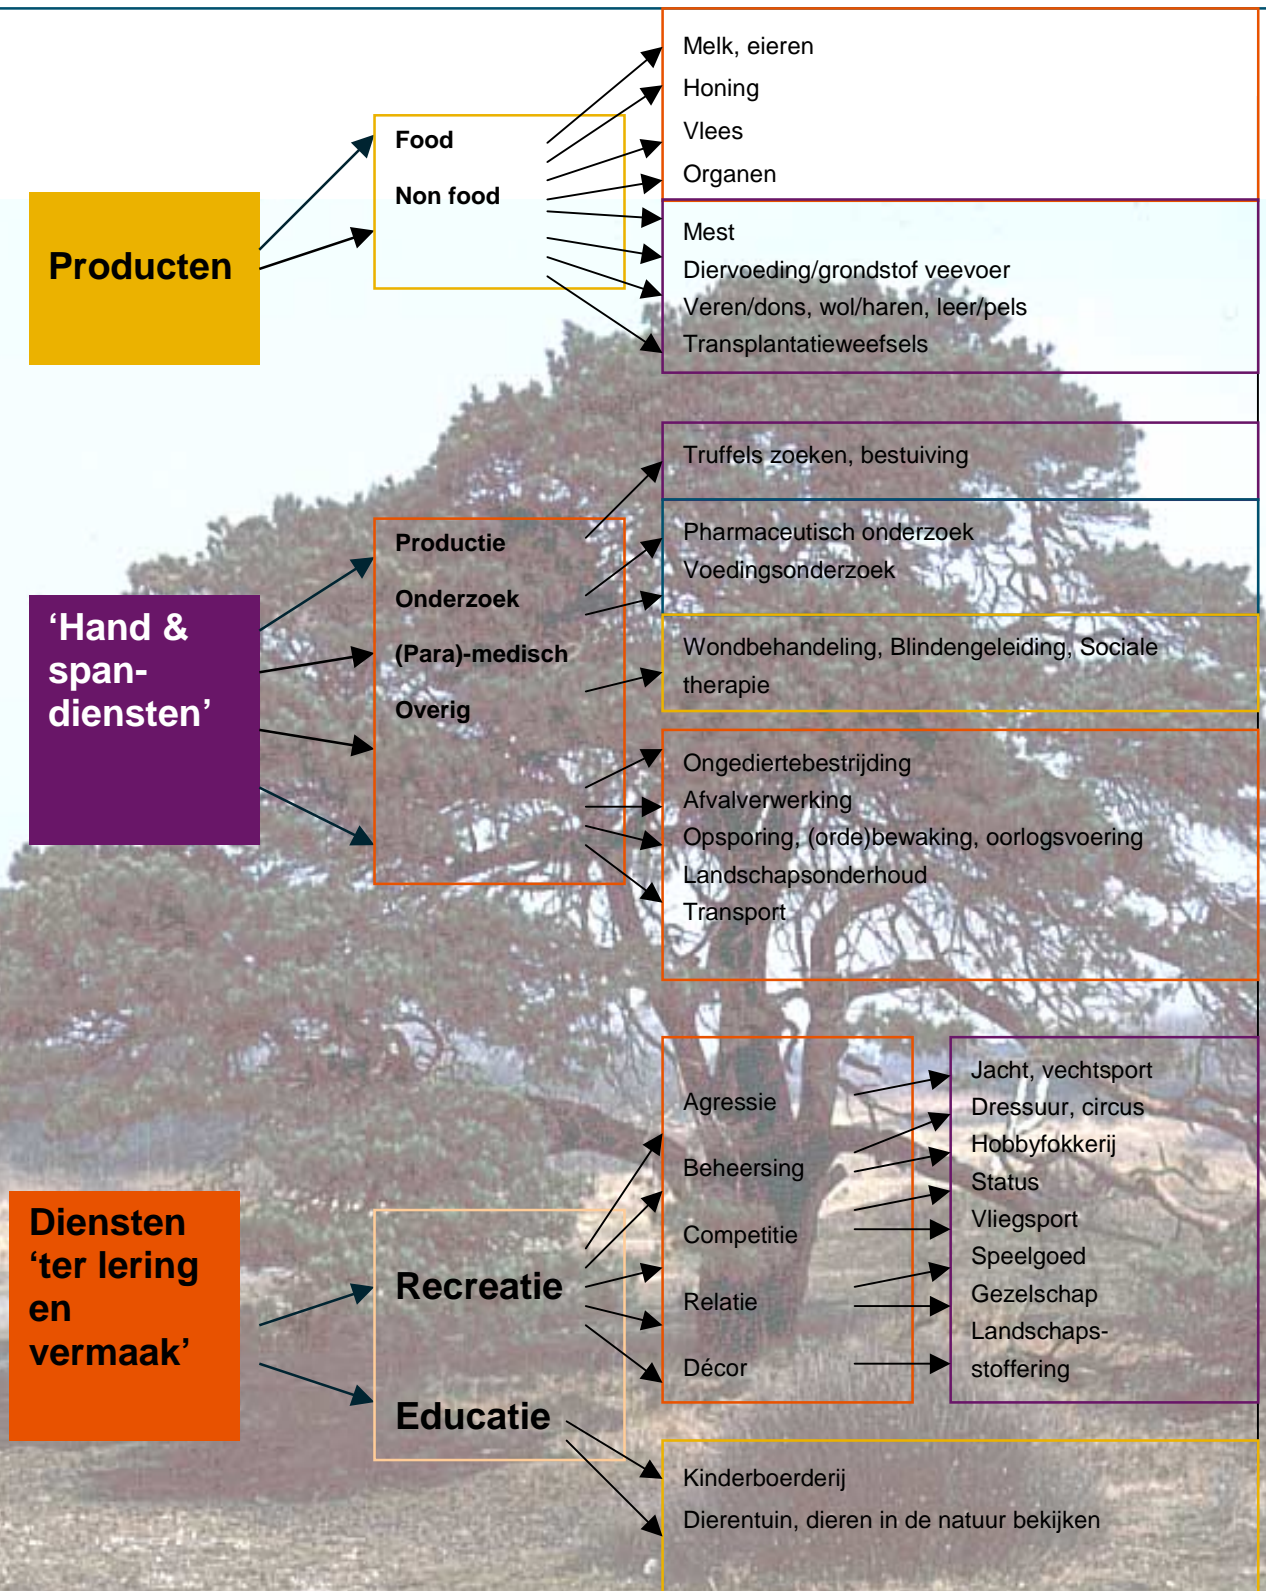 Producten
Food
Non food
Melk, eieren
Honing
Vlees
Organen
Mest
Diervoeding/grondstof veevoer
Veren/dons, wol/haren, leer/pels
Transplantatieweefsels
‘Hand &
span-
diensten’
Productie
Onderzoek
(Para)-medisch
Overig
Truffels zoeken, bestuiving
Pharmaceutisch onderzoek
Voedingsonderzoek
Wondbehandeling, Blindengeleiding, Sociale
therapie
Ongediertebestrijding
Afvalverwerking
Opsporing, (orde)bewaking, oorlogsvoering
Landschapsonderhoud
Transport
Diensten
‘ter lering
en
vermaak’
Recreatie
Educatie
Agressie
Beheersing
Competitie
Relatie
Décor
Jacht, vechtsport
Dressuur, circus
Hobbyfokkerij
Status
Vliegsport
Speelgoed
Gezelschap
Landschaps-
stoffering
Kinderboerderij
Dierentuin, dieren in de natuur bekijken